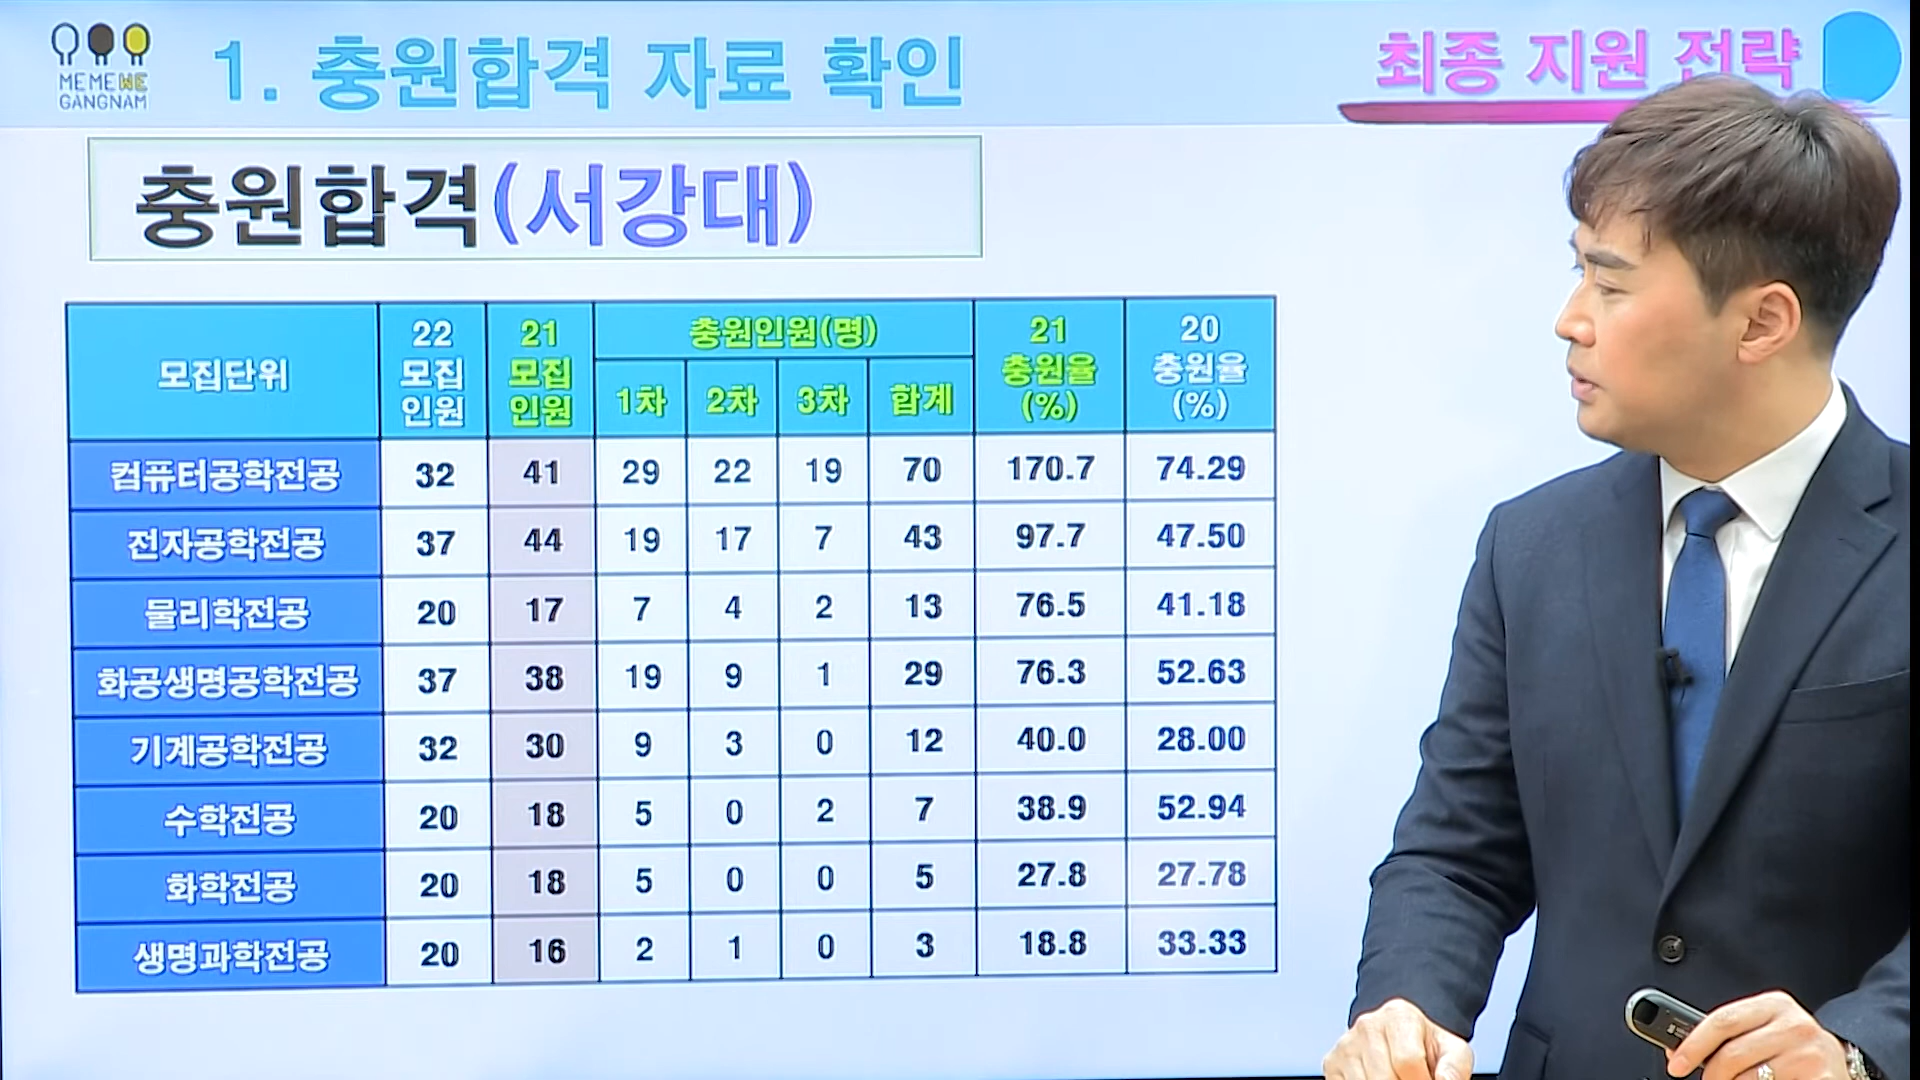 MEMEWE
GANGNAM
1. 충원합격 자료 확인
최종 지원 전략
충원합격(서강대)
모집단위 22 모집 인원 21 모집 인원 충원인원(명) 21 충원율 (%) 20 충원율 (%)
1차 2차 3차 합계
컴퓨터공학전공 32 41 29 22 19 70 170.7 74.29
전자공학전공 37 44 19 17 7 43 97.7 47.50
물리학전공 20 17 7 4 2 13 76.5 41.18
화공생명공학전공 37 38 19 9 1 29 76.3 52.63
기계공학전공 32 30 9 3 0 12 40.0 28.00
수학전공 20 18 5 0 2 7 38.9 52.94
화학전공 20 18 5 0 0 5 27.8 27.78
생명과학전공 20 16 2 1 0 3 18.8 33.33